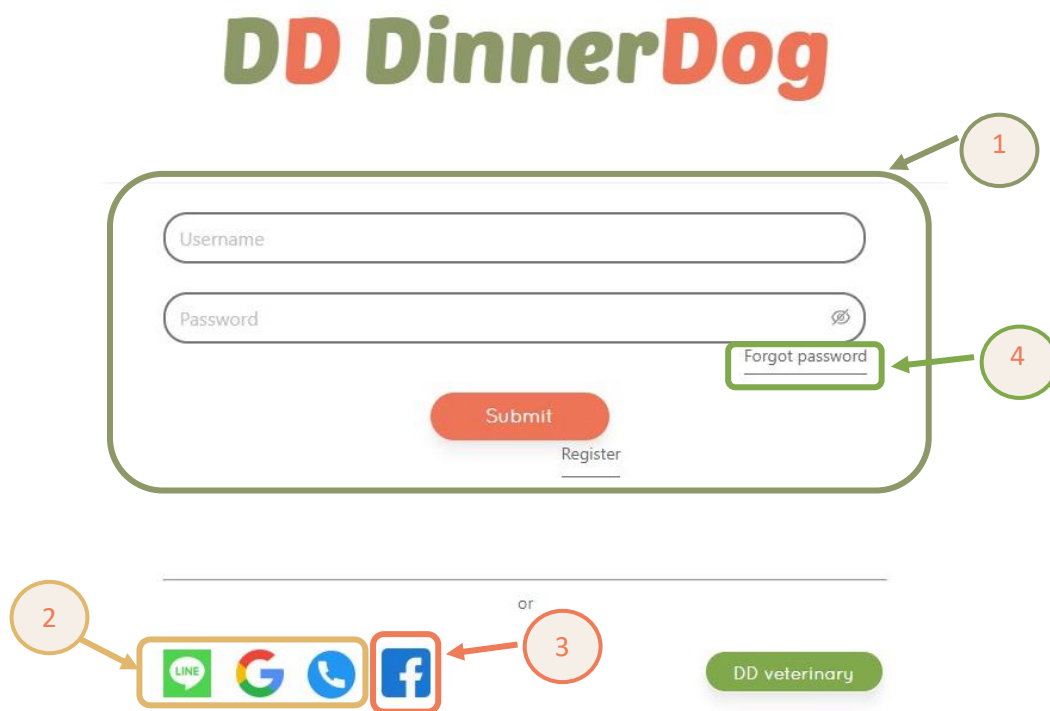 DD DinnerDog
1
Username
Password
Forgot password
4
Submit
Register
or
2
3
LINE
DD veterinary